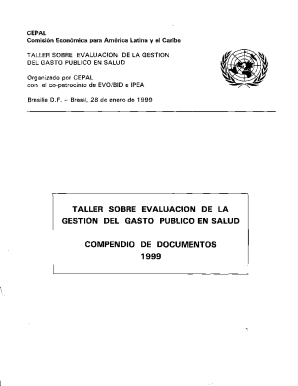 CEPAL
Comisión Económica para América Latina y el Caribe
TALLER SOBRE EVALUACION DE LA GESTION
DEL GASTO PUBLICO EN SALUD
Organizado por CEPAL
con el co-patrocinio de EVO/BID e IPEA
Brasilia D.F. - Brasil, 28 de enero de 1999
TALLER SOBRE EVALUACION DE LA
GESTION DEL GASTO PUBLICO EN SALUD
COMPENDIO DE DOCUMENTOS
1999